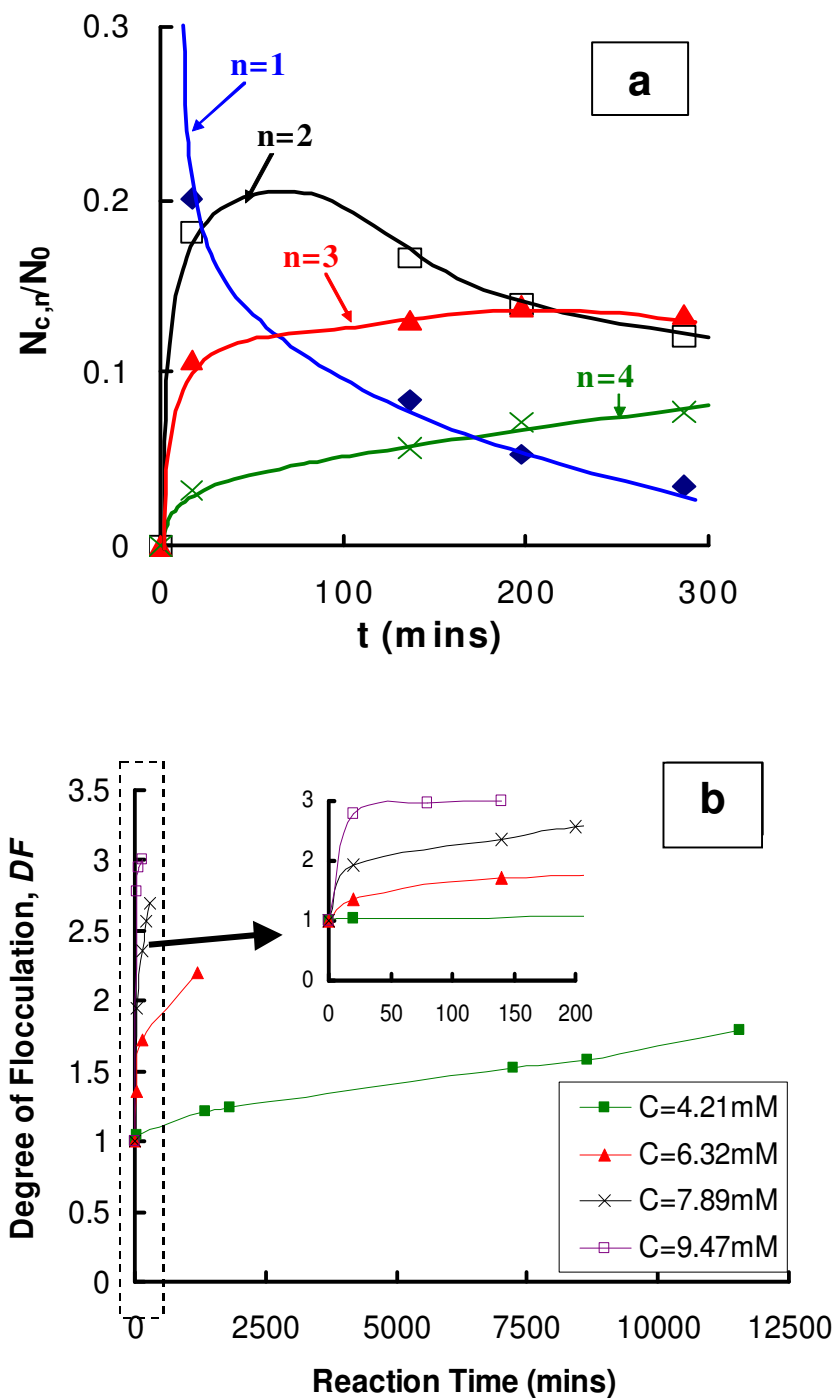 0.3
a
n=1
n=2
0.2
n=3
N_c,n/N_0
0.1
n=4
0
0 100 200 300
t (mins)
b
3.5
3
2.5
2
1.5
1
0.5
0
Degree of Flocculation, DF
3
2
1
0
0 50 100 150 200
C=4.21mM
C=6.32mM
C=7.89mM
C=9.47mM
0 2500 5000 7500 10000 12500
Reaction Time (mins)